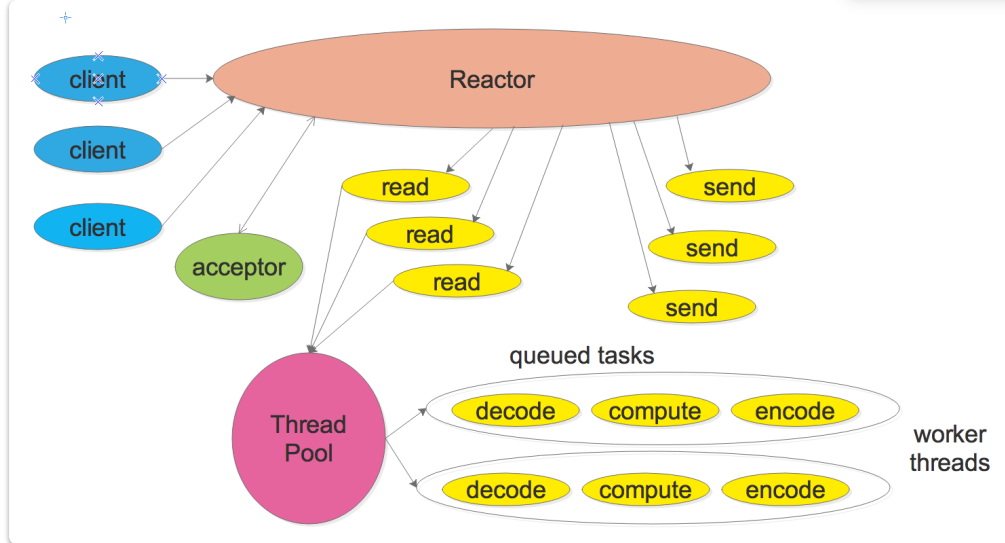 client
Reactor
client
client
acceptor
read
read
read
send
send
send
queued tasks
Thread
Pool
decode
compute
encode
worker
threads
decode
compute
encode